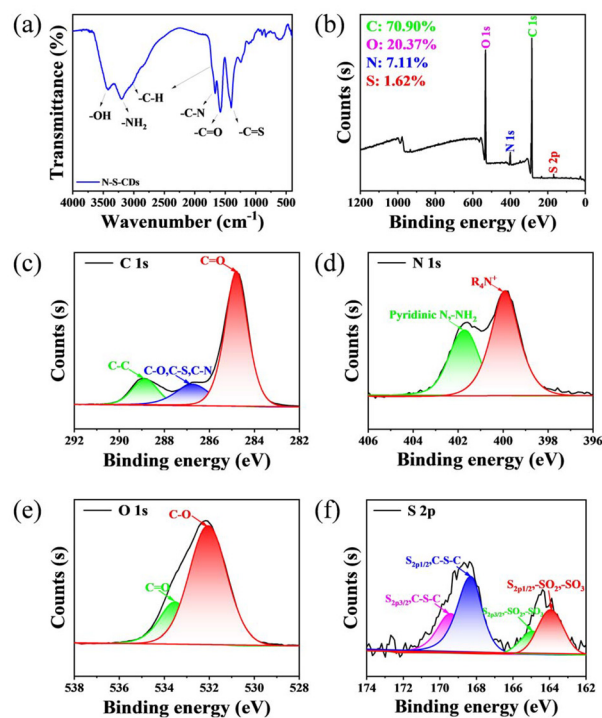 (a)
Transmittance (%)
-OH
-NH2
-C-H
-C-N
-C=O
-C=S
N-S-CDs
4000 3500 3000 2500 2000 1500 1000 500
Wavenumber (cm-1)
(b)
Counts (s)
C: 70.90%
O: 20.37%
N: 7.11%
S: 1.62%
O 1s
C 1s
N 1s
S 2p
1200 1000 800 600 400 200 0
Binding energy (eV)
(c)
Counts (s)
C 1s
C=O
C-C
C-O,C-S,C-N
292 290 288 286 284 282
Binding energy (eV)
(d)
Counts (s)
N 1s
R4N+
Pyridinic N,-NH2
406 404 402 400 398 396
Binding energy (eV)
(e)
Counts (s)
O 1s
C-O
C=O
538 536 534 532 530 528
Binding energy (eV)
(f)
Counts (s)
S 2p
S2p1/2,C-S-C
S2p3/2,C-S-C
S2p1/2,-SO2,-SO3
S2p3/2,-SO2,-SO3
174 172 170 168 166 164 162
Binding energy (eV)